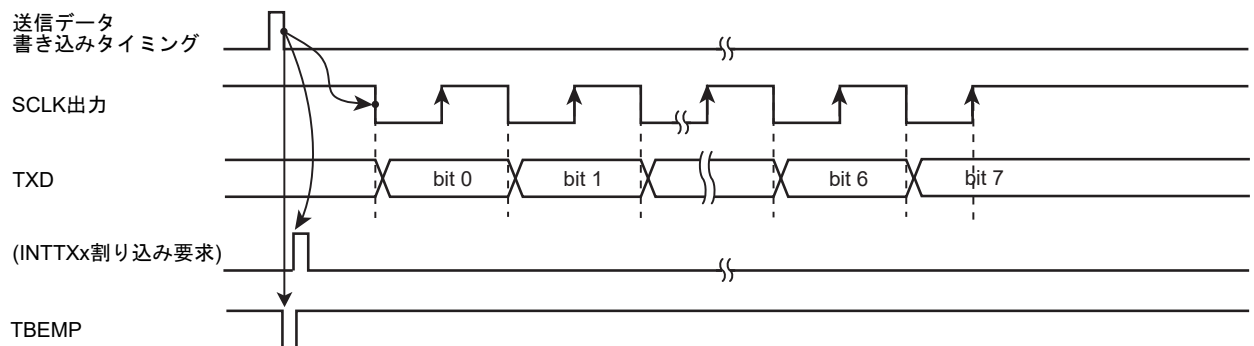 送信データ
書き込みタイミング
SCLK出力
TXD
bit 0
bit 1
bit 6
bit 7
(INTTXx割り込み要求)
TBEMP